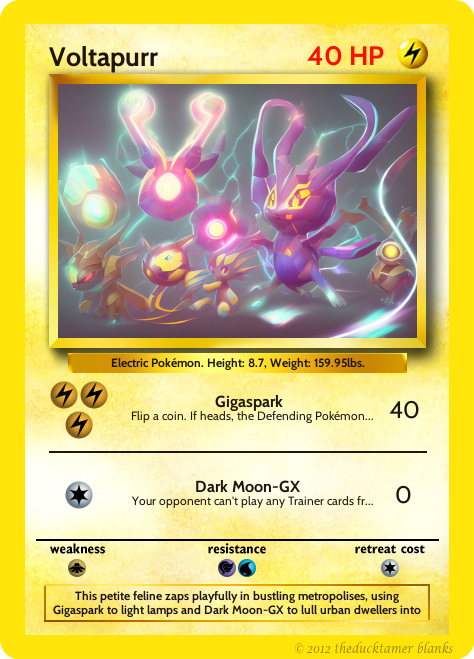 Voltapurr 40 HP
Electric Pokémon. Height: 8.7, Weight: 159.95lbs.
Gigaspark
Flip a coin. If heads, the Defending Pokémon... 40
Dark Moon-GX
Your opponent can't play any Trainer cards fr... 0
weakness resistance retreat cost
This petite feline zaps playfully in bustling metropolises, using
Gigaspark to light lamps and Dark Moon-GX to lull urban dwellers into
© 2012 theducktamer blanks